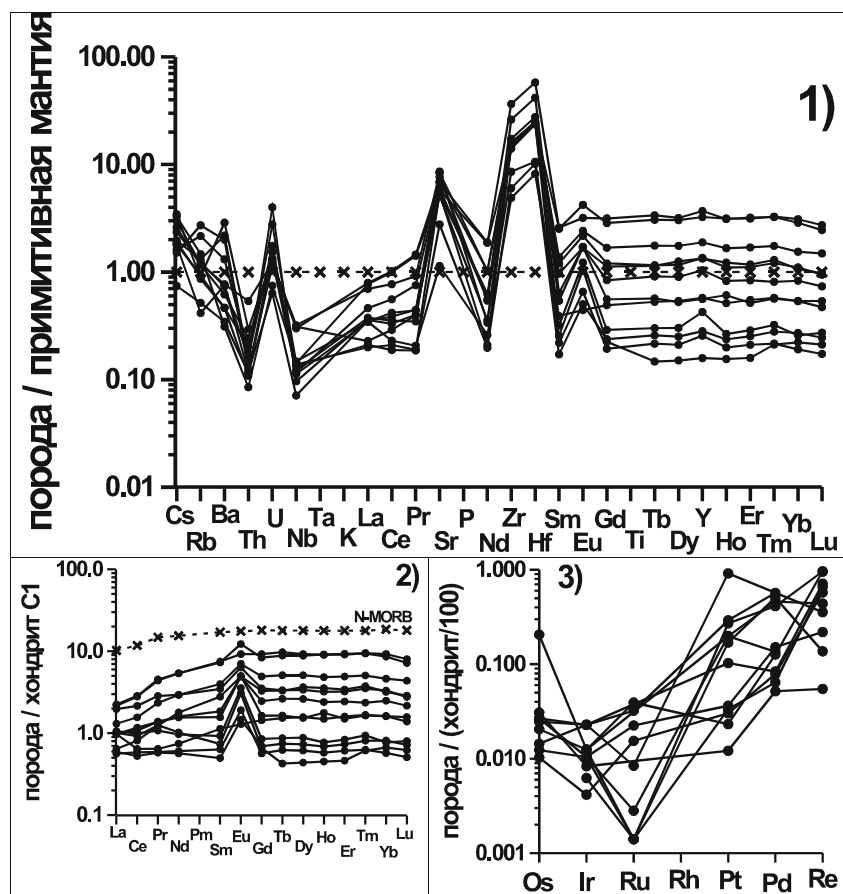 порода / примитивная мантия
100.00
10.00
1.00
0.10
0.01
1)
Cs Ba U Ta La Pr P Zr Sm Gd Tb Y Er Yb
Rb Th Nb K Ce Sr Nd Hf Eu Ti Dy Ho Tm Lu
порода / хондрит C1
100.0
10.0
1.0
0.1
2)
N-MORB
La Ce Pr Nd Pm Sm Eu Gd Tb Dy Ho Er Tm Yb Lu
порода / (хондрит/100)
1.000
0.100
0.010
0.001
3)
Os Ir Ru Rh Pt Pd Re